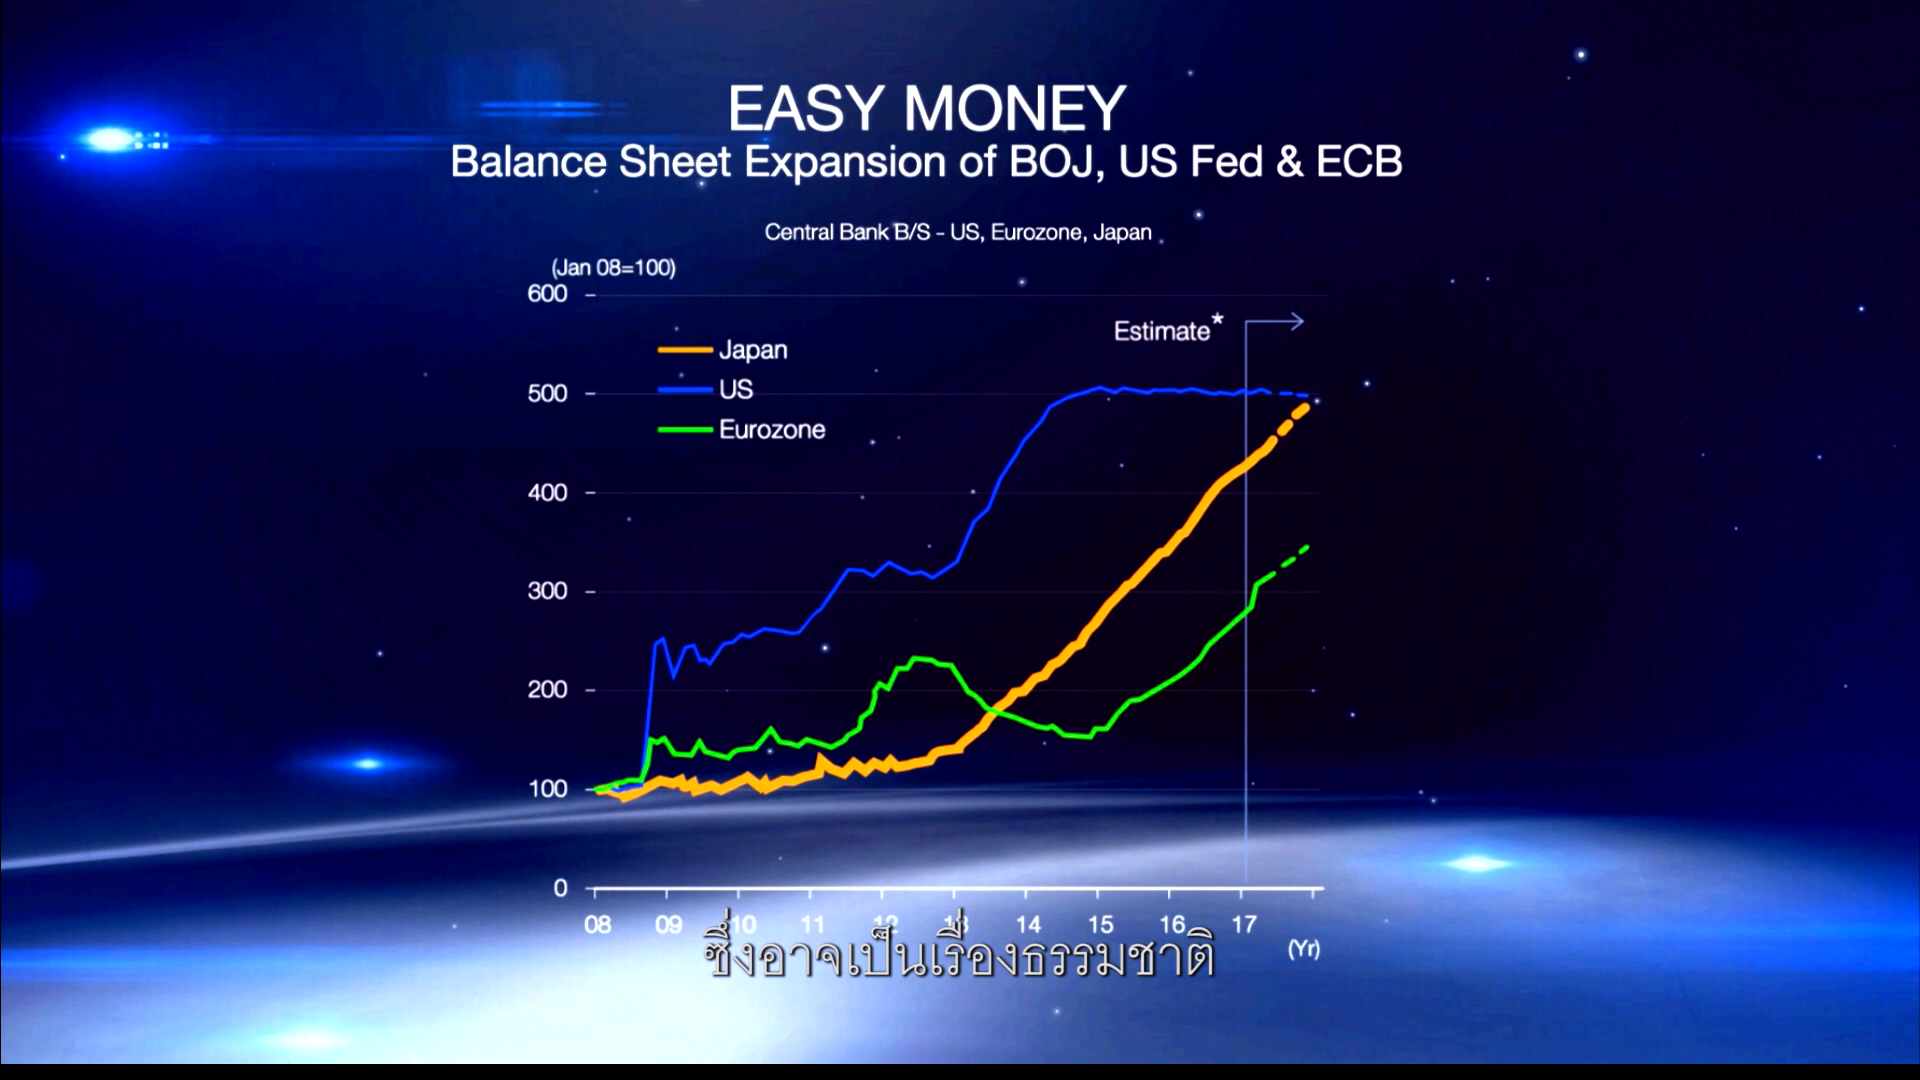 EASY MONEY
Balance Sheet Expansion of BOJ, US Fed & ECB
Central Bank B/S - US, Eurozone, Japan
(Jan 08=100)
600
Estimate*
Japan
500
US
Eurozone
400
300
200
100
0
08 09 10 11 12 13 14 15 16 17
(Yr)
ซึ่งอาจเป็นเรื่องธรรมชาติ